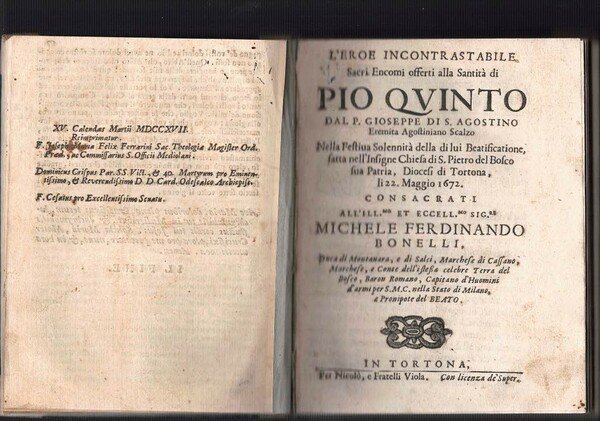 XV. Calendas Martii MDCCXVII.
Reimprimatur.
F. Joseph Maria Felix Ferrarini Sac. Theologiæ Magister Ord.
Præd., ac Commissarius S. Officii Mediolani.
Dominicus Crispus Par. SS. Vict., & 40. Martyrum pro Eminen-
tissimo, & Reverendissimo D. D. Card. Odescalco Archiepisc.
F. Cesatus pro Excellentissimo Senatu.
IL FINE.
L'EROE INCONTRASTABILE
Sacri Encomi offerti alla Santità di
PIO QVINTO
DAL P. GIOSEPPE DI S. AGOSTINO
Eremita Agostiniano Scalzo
Nella Festiua Solennità della di lui Beatificatione,
fatta nell'Insigne Chiesa di S. Pietro del Bosco
sua Patria, Diocesi di Tortona,
li 22. Maggio 1672.
CONSACRATI
ALL'ILL.MO ET ECCELL.MO SIG.RE
MICHELE FERDINANDO
BONELLI,
Duca di Montanara, e di Salci, Marchese di Cassano,
Marchese, e Conte dell'istessa celebre Terra del
Bosco, Baron Romano, Capitano d'Huomini
d'armi per S.M.C. nello Stato di Milano,
e Pronipote del BEATO.
IN TORTONA,
Per Nicolò, e Fratelli Viola. Con licenza de' Super.